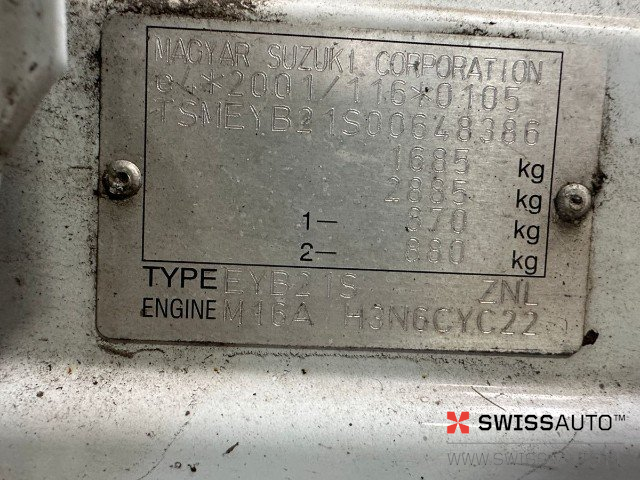 MAGYAR SUZUKI CORPORATION
e4*2001/116*0105
TSMEYB21S00648386
1685 kg
2885 kg
1- 870 kg
2- 880 kg
TYPE EYB21S ZNL
ENGINE M16A H3N6CYC22
SWISSAUTO™